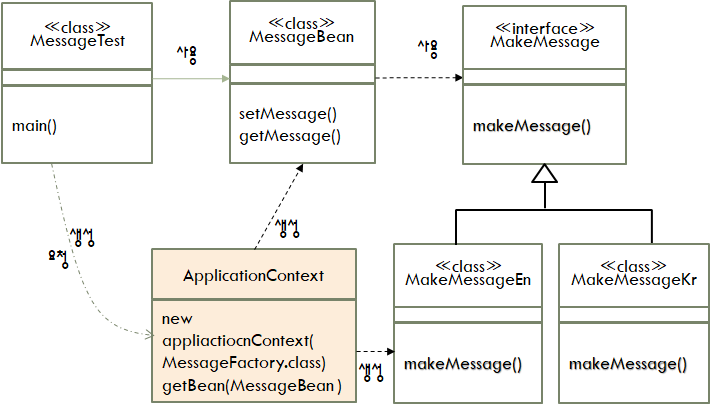 ≪class≫
MessageTest
main()
사용
≪class≫
MessageBean
setMessage()
getMessage()
사용
≪interface≫
MakeMessage
makeMessage()
생성
요청
생성
ApplicationContext
new
appliactiocnContext(
MessageFactory.class)
getBean(MessageBean )
생성
≪class≫
MakeMessageEn
makeMessage()
≪class≫
MakeMessageKr
makeMessage()